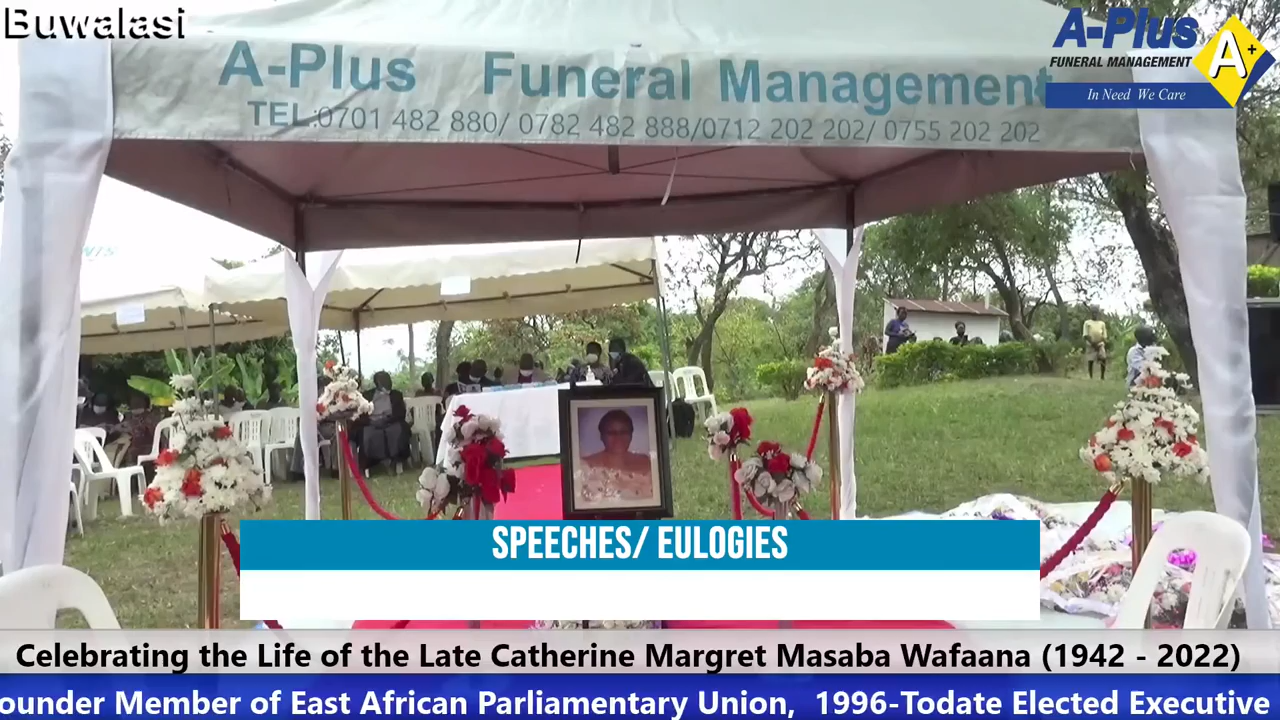 Buwalasi
A-Plus
FUNERAL MANAGEMENT
A+
In Need We Care
A-Plus Funeral Management
TEL:0701 482 880/ 0782 482 888/0712 202 202/ 0755 202 202
SPEECHES/ EULOGIES
Celebrating the Life of the Late Catherine Margret Masaba Wafaana (1942 - 2022)
ounder Member of East African Parliamentary Union, 1996-Todate Elected Executive